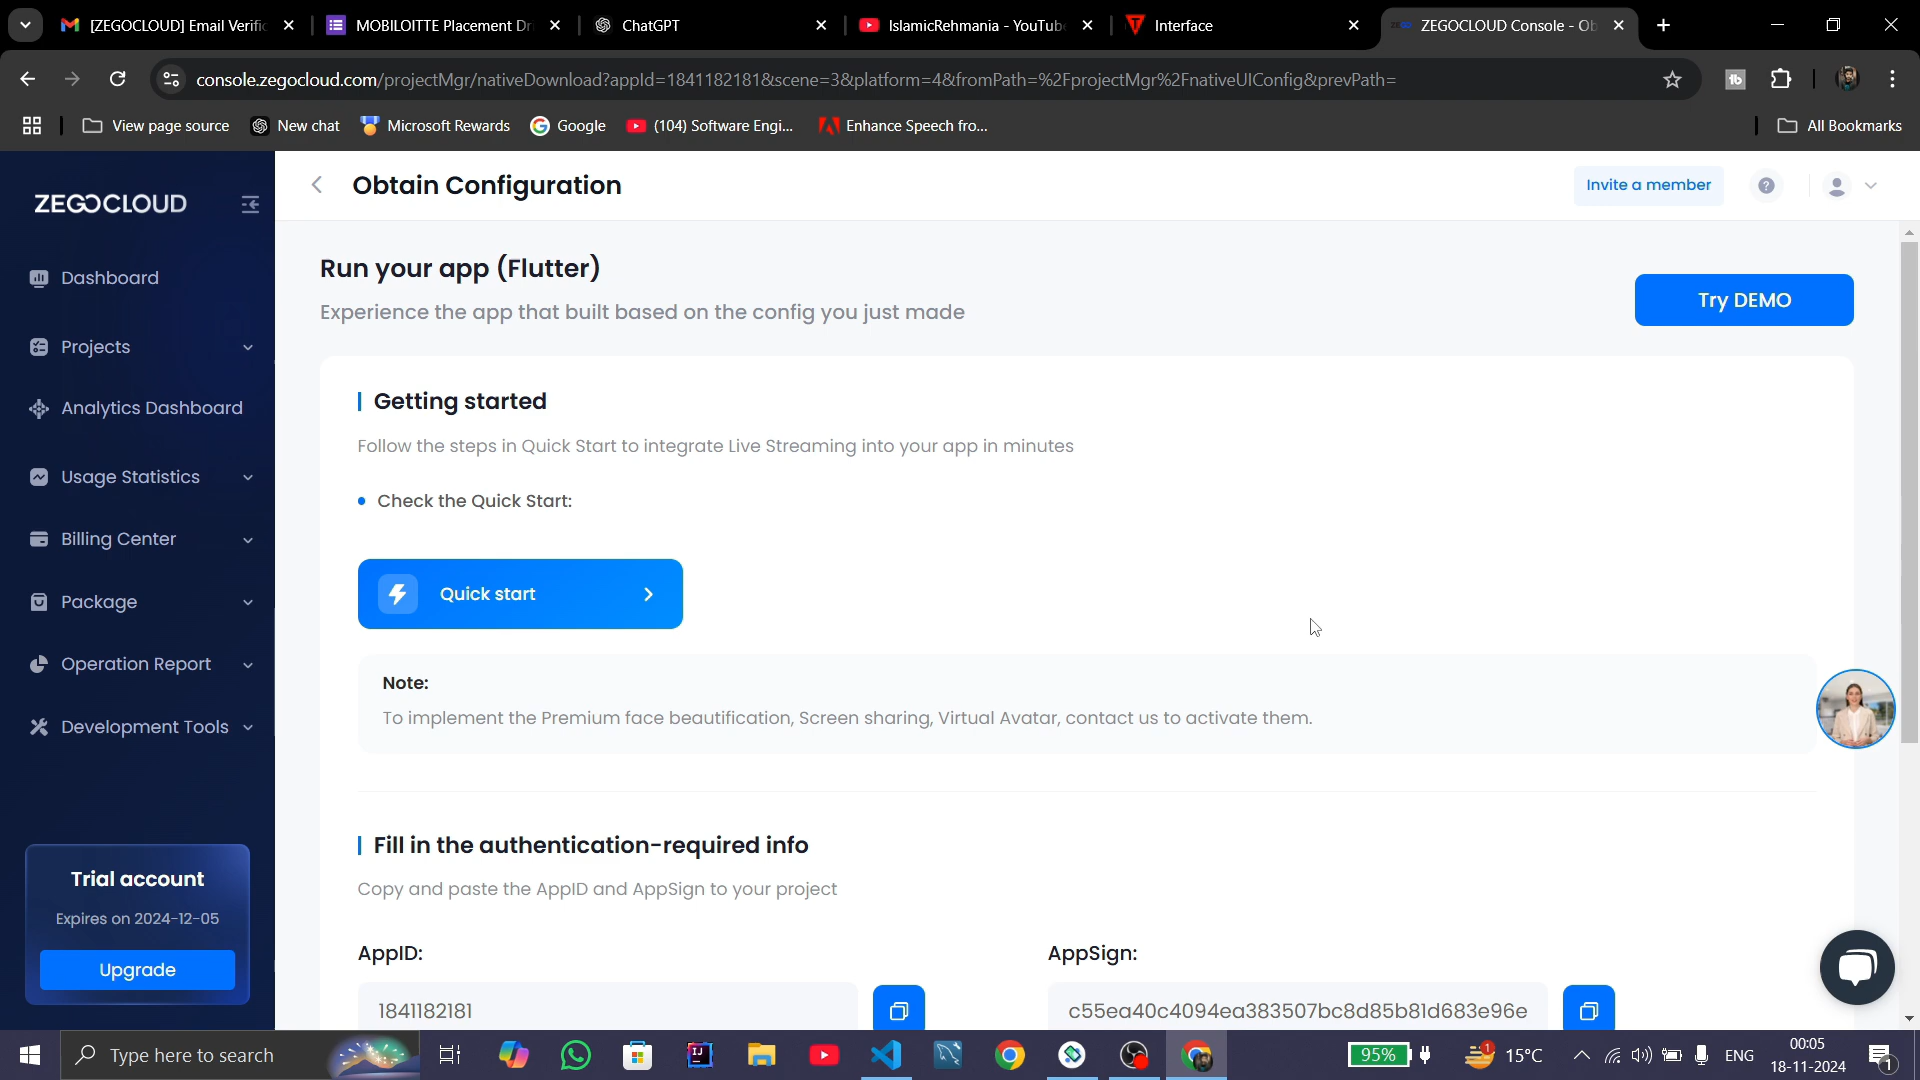 [ZEGOCLOUD] Email Verific
MOBILOITTE Placement Dr
ChatGPT
IslamicRehmania - YouTube
Interface
ZEGOCLOUD Console - Ob
console.zegocloud.com/projectMgr/nativeDownload?appId=1841182181&scene=3&platform=4&fromPath=%2FprojectMgr%2FnativeUIConfig&prevPath=
View page source
New chat
Microsoft Rewards
Google
(104) Software Engi...
Enhance Speech fro...
All Bookmarks
ZEGOCLOUD
Obtain Configuration
Invite a member
Dashboard
Projects
Analytics Dashboard
Usage Statistics
Billing Center
Package
Operation Report
Development Tools
Trial account
Expires on 2024-12-05
Upgrade
Run your app (Flutter)
Experience the app that built based on the config you just made
Try DEMO
Getting started
Follow the steps in Quick Start to integrate Live Streaming into your app in minutes
Check the Quick Start:
Quick start
Note:
To implement the Premium face beautification, Screen sharing, Virtual Avatar, contact us to activate them.
Fill in the authentication-required info
Copy and paste the AppID and AppSign to your project
AppID:
AppSign:
1841182181
c55ea40c4094ea383507bc8d85b81d683e96e
Type here to search
95%
1
15°C
ENG
00:05
18-11-2024
1